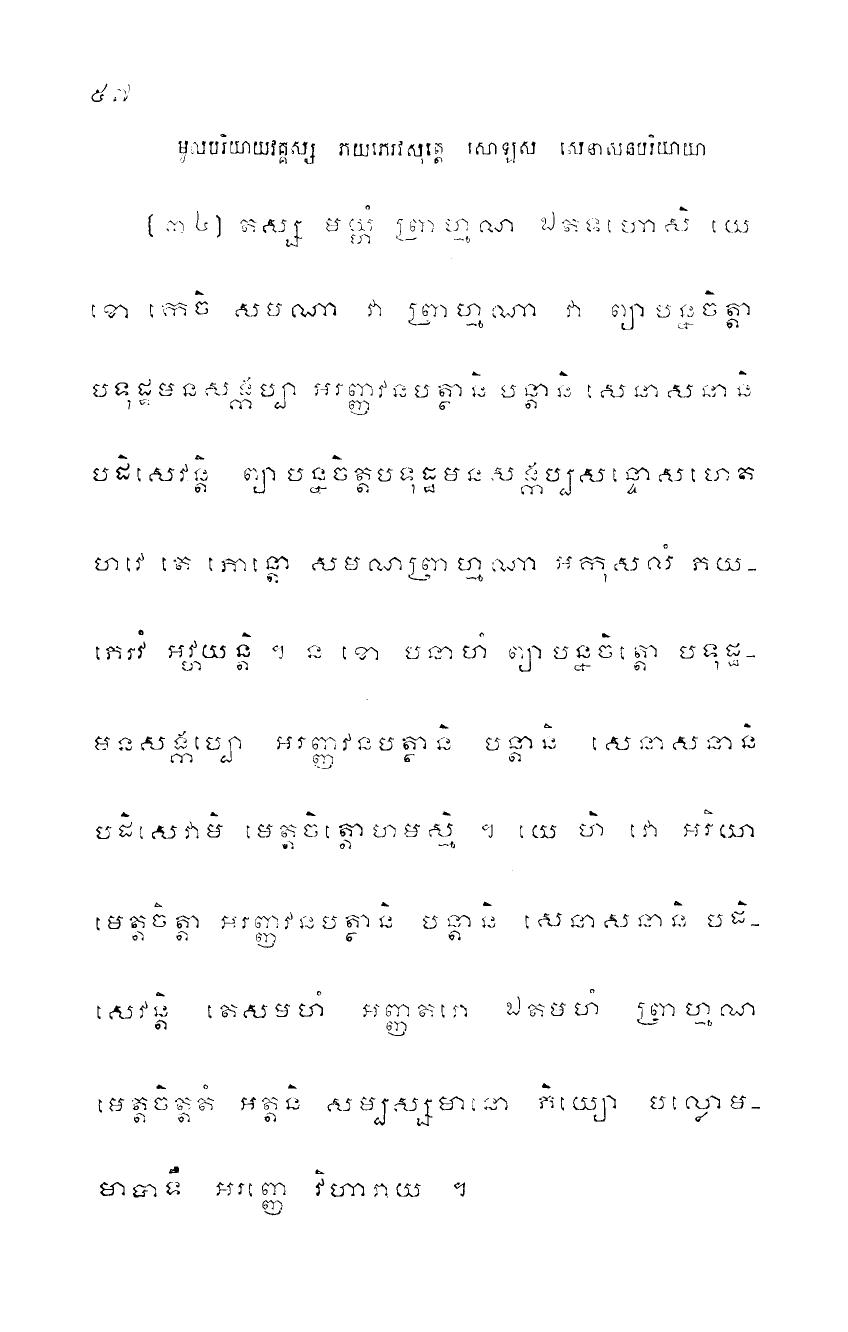 ៥៧
មូលបរិយាយវគ្គស្ស ភយភេរវសុត្តេ សោឡស សេនាសនបរិយាយា
(៣៤) តស្ស មយ្ហំ ព្រាហ្មណ ឯតទហោសិ យេ
ខោ កេចិ សមណា វា ព្រាហ្មណា វា ព្យាបន្នចិត្តា
បទុដ្ឋមនសង្កប្បា អរញ្ញវនបត្ថានិ បន្តានិ សេនាសនានិ
បដិសេវន្តិ ព្យាបន្នចិត្តបទុដ្ឋមនសង្កប្បសន្ទោសហេតុ
ហវេ តេ ភោន្តោ សមណព្រាហ្មណា អកុសលំ ភយ-
ភេរវំ អវ្ហយន្តិ ។ ន ខោ បនាហំ ព្យាបន្នចិត្តោ បទុដ្ឋ-
មនសង្កប្បោ អរញ្ញវនបត្ថានិ បន្តានិ សេនាសនានិ
បដិសេវាមិ មេត្តចិត្តោហមស្មិ ។ យេ ហិ វោ អរិយា
មេត្តចិត្តា អរញ្ញវនបត្ថានិ បន្តានិ សេនាសនានិ បដិ-
សេវន្តិ តេសមហំ អញ្ញតរោ ឯតមហំ ព្រាហ្មណ
មេត្តចិត្តតំ អត្តនិ សម្បស្សមានោ ភិយ្យោ បល្លោម-
មាបាទឹ អរញ្ញេ វិហារាយ ។